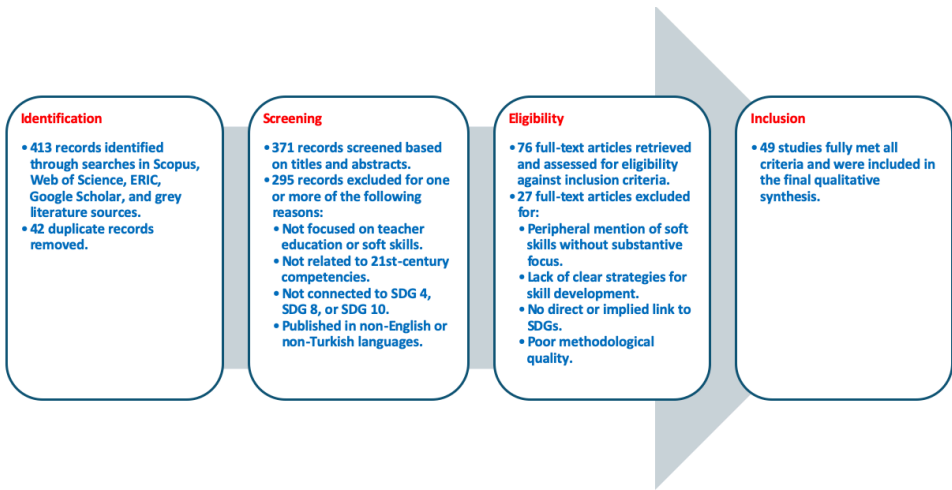 Identification
• 413 records identified
through searches in Scopus,
Web of Science, ERIC,
Google Scholar, and grey
literature sources.
• 42 duplicate records
removed.
Screening
• 371 records screened based
on titles and abstracts.
• 295 records excluded for one
or more of the following
reasons:
• Not focused on teacher
education or soft skills.
• Not related to 21st-century
competencies.
• Not connected to SDG 4,
SDG 8, or SDG 10.
• Published in non-English or
non-Turkish languages.
Eligibility
• 76 full-text articles retrieved
and assessed for eligibility
against inclusion criteria.
• 27 full-text articles excluded
for:
• Peripheral mention of soft
skills without substantive
focus.
• Lack of clear strategies for
skill development.
• No direct or implied link to
SDGs.
• Poor methodological
quality.
Inclusion
• 49 studies fully met all
criteria and were included in
the final qualitative
synthesis.